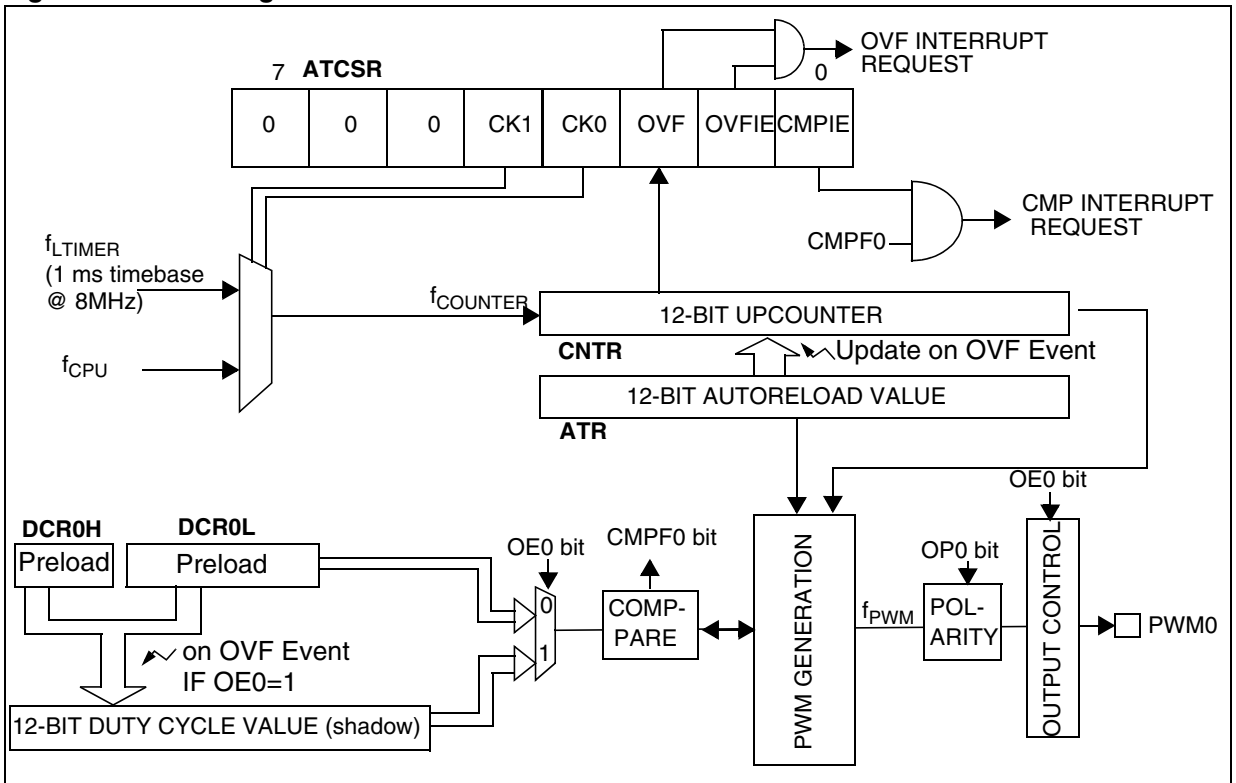 OVF INTERRUPT
REQUEST
7 ATCSR 0
0 0 0 CK1 CK0 OVF OVFIE CMPIE
CMP INTERRUPT
REQUEST
CMPF0
fLTIMER
(1 ms timebase
@ 8MHz)
fCOUNTER
12-BIT UPCOUNTER
CNTR
Update on OVF Event
fCPU
12-BIT AUTORELOAD VALUE
ATR
OE0 bit
DCR0H DCR0L
Preload Preload
OE0 bit
CMPF0 bit
OP0 bit
0
1
COMP-
PARE
PWM GENERATION
fPWM
POL-
ARITY
OUTPUT CONTROL
PWM0
on OVF Event
IF OE0=1
12-BIT DUTY CYCLE VALUE (shadow)